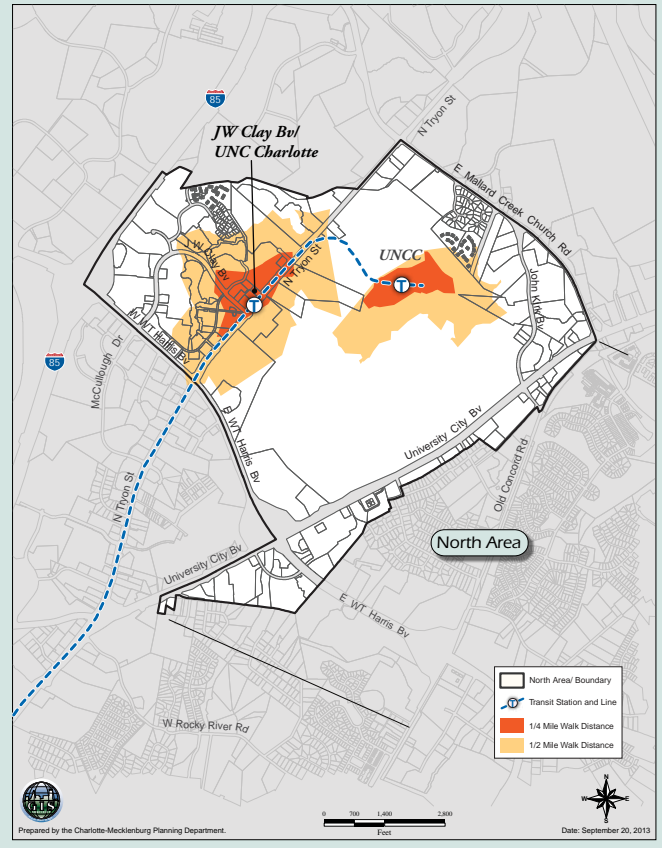 85
N Tryon St
JW Clay Bv/
UNC Charlotte
E Mallard Creek Church Rd
J W Clay Bv
N Tryon St
UNCC
T
T
John Kirk Bv
W WT Harris Bv
McCullough Dr
85
E WT Harris Bv
University City Bv
Old Concord Rd
N Tryon St
North Area
University City Bv
E WT Harris Bv
W Rocky River Rd
North Area/ Boundary
T
Transit Station and Line
1/4 Mile Walk Distance
1/2 Mile Walk Distance
GIS
N
W
E
S
0 700 1,400 2,800
Feet
Prepared by the Charlotte-Mecklenburg Planning Department.
Date: September 20, 2013